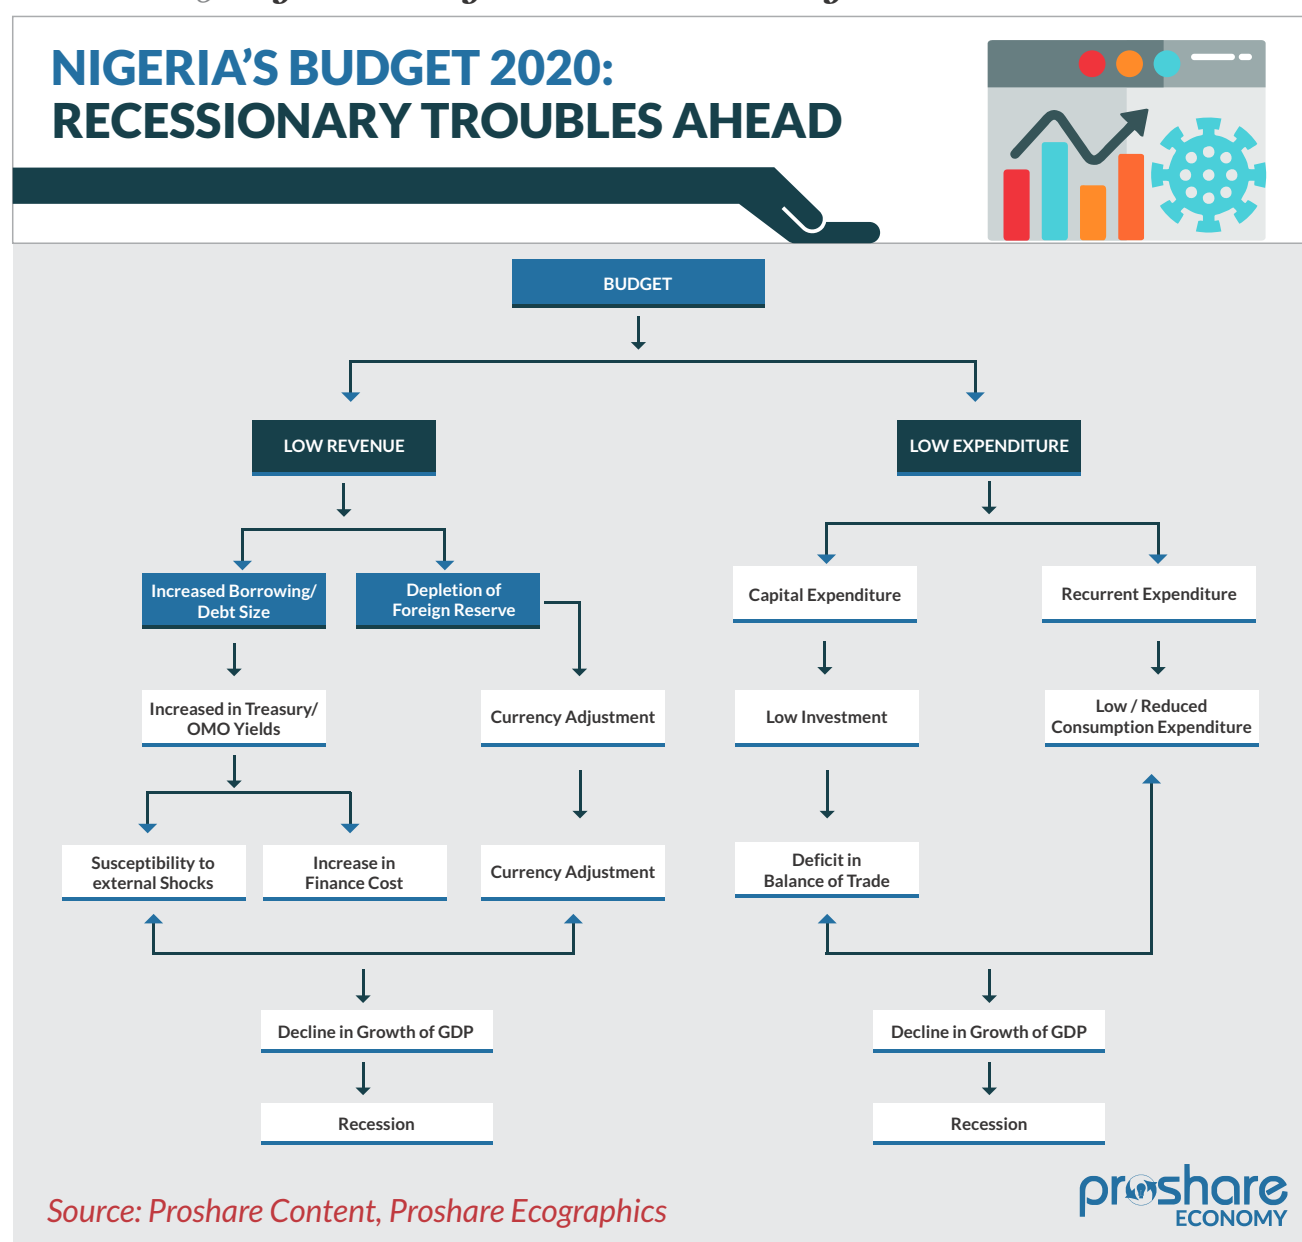 NIGERIA'S BUDGET 2020:
RECESSIONARY TROUBLES AHEAD
BUDGET
LOW REVENUE
LOW EXPENDITURE
Increased Borrowing/
Debt Size
Depletion of
Foreign Reserve
Capital Expenditure
Recurrent Expenditure
Increased in Treasury/
OMO Yields
Currency Adjustment
Low Investment
Low / Reduced
Consumption Expenditure
Susceptibility to
external Shocks
Increase in
Finance Cost
Currency Adjustment
Deficit in
Balance of Trade
Decline in Growth of GDP
Decline in Growth of GDP
Recession
Recession
Source: Proshare Content, Proshare Ecographics
proshare
ECONOMY